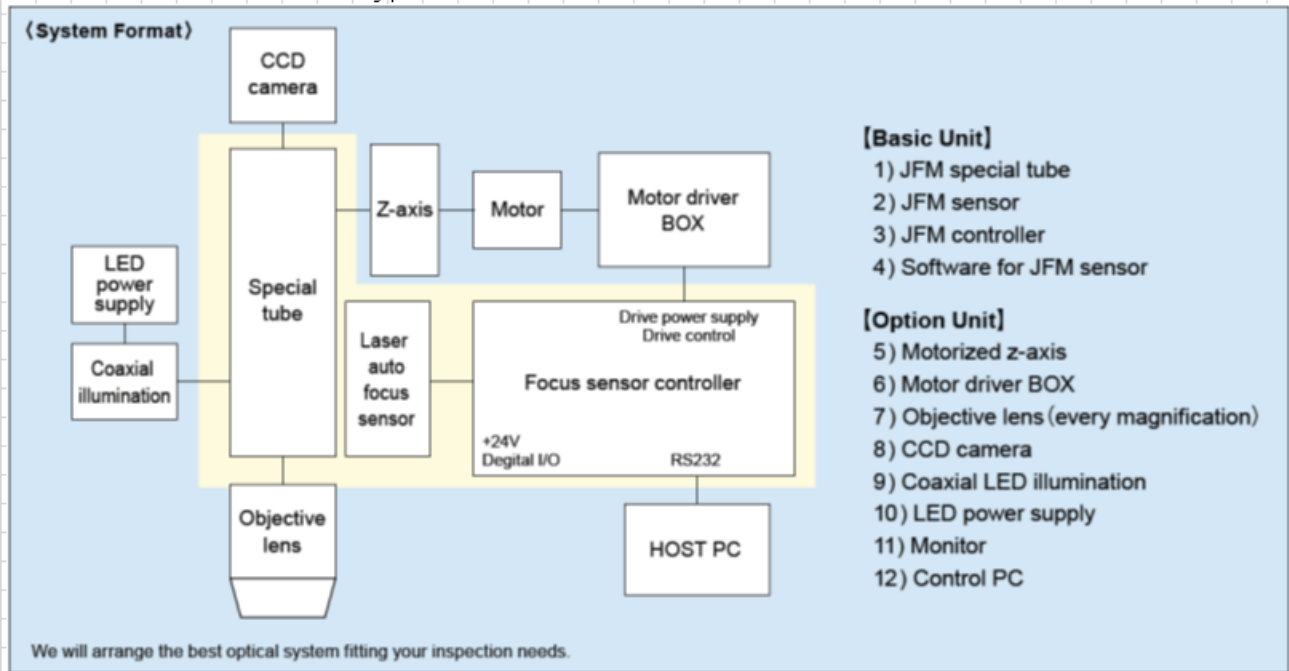 〈System Format〉
CCD
camera
Z-axis
Motor
Motor driver
BOX
LED
power
supply
Special
tube
Coaxial
illumination
Laser
auto
focus
sensor
Drive power supply
Drive control
Focus sensor controller
+24V
Degital I/O
RS232
Objective
lens
HOST PC
We will arrange the best optical system fitting your inspection needs.
【Basic Unit】
1) JFM special tube
2) JFM sensor
3) JFM controller
4) Software for JFM sensor
【Option Unit】
5) Motorized z-axis
6) Motor driver BOX
7) Objective lens (every magnification)
8) CCD camera
9) Coaxial LED illumination
10) LED power supply
11) Monitor
12) Control PC